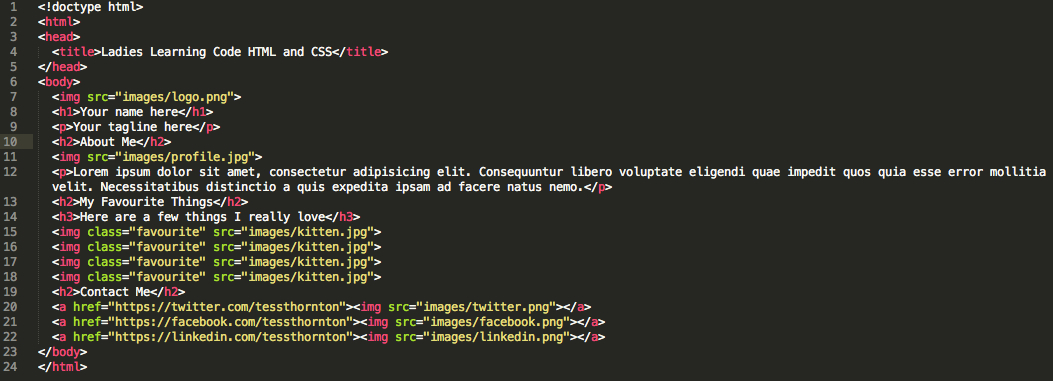 1 <!doctype html>
2 <html>
3 <head>
4   <title>Ladies Learning Code HTML and CSS</title>
5 </head>
6 <body>
7   <img src="images/logo.png">
8   <h1>Your name here</h1>
9   <p>Your tagline here</p>
10   <h2>About Me</h2>
11   <img src="images/profile.jpg">
12   <p>Lorem ipsum dolor sit amet, consectetur adipisicing elit. Consequuntur libero voluptate eligendi quae impedit quos quia esse error mollitia
velit. Necessitatibus distinctio a quis expedita ipsam ad facere natus nemo.</p>
13   <h2>My Favourite Things</h2>
14   <h3>Here are a few things I really love</h3>
15   <img class="favourite" src="images/kitten.jpg">
16   <img class="favourite" src="images/kitten.jpg">
17   <img class="favourite" src="images/kitten.jpg">
18   <img class="favourite" src="images/kitten.jpg">
19   <h2>Contact Me</h2>
20   <a href="https://twitter.com/tessthornton"><img src="images/twitter.png"></a>
21   <a href="https://facebook.com/tessthornton"><img src="images/facebook.png"></a>
22   <a href="https://linkedin.com/tessthornton"><img src="images/linkedin.png"></a>
23 </body>
24 </html>